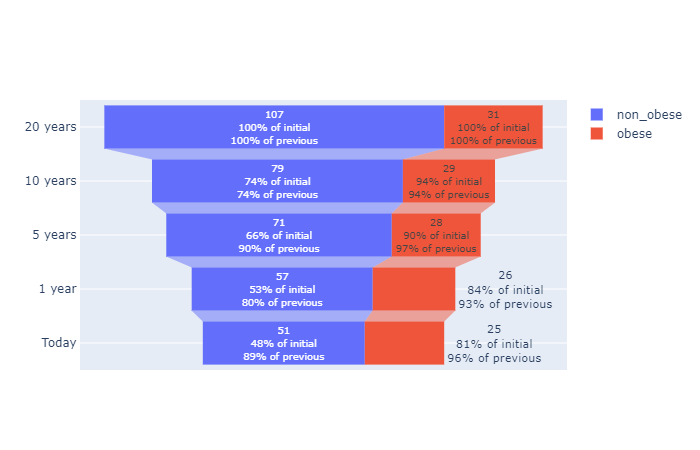 20 years
107
100% of initial
100% of previous
31
100% of initial
100% of previous
non_obese
obese
10 years
79
74% of initial
74% of previous
29
94% of initial
94% of previous
5 years
71
66% of initial
90% of previous
28
90% of initial
97% of previous
1 year
57
53% of initial
80% of previous
26
84% of initial
93% of previous
Today
51
48% of initial
89% of previous
25
81% of initial
96% of previous